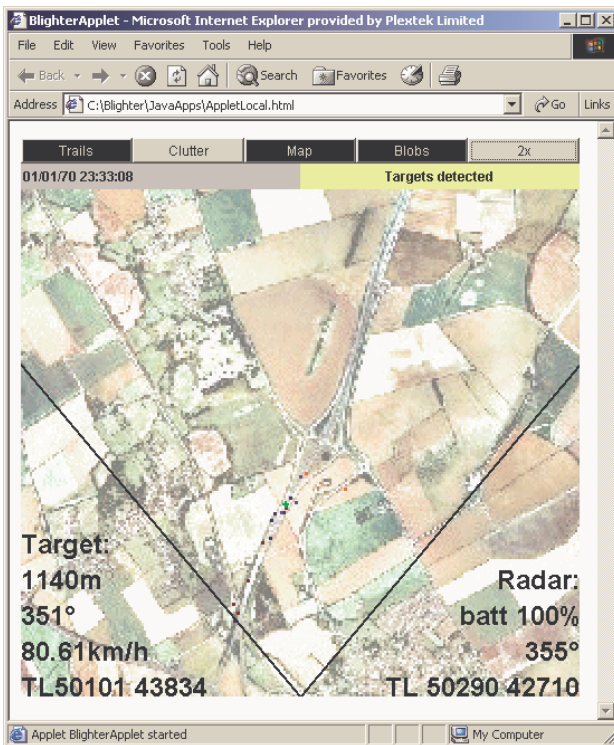 BlighterApplet - Microsoft Internet Explorer provided by Plextek Limited
File Edit View Favorites Tools Help
Back Search Favorites
Address C:\Blighter\JavaApps\AppletLocal.html Go Links
Trails Clutter Map Blobs 2x
01/01/70 23:33:08 Targets detected
Target:
1140m Radar:
351° batt 100%
80.61km/h 355°
TL50101 43834 TL 50290 42710
Applet BlighterApplet started My Computer